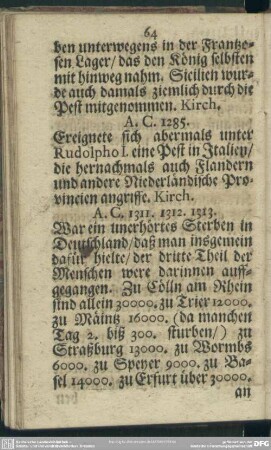 64
ben unterwegens in der Frantzo-
sen Lager/ das den König selbsten
mit hinweg nahm. Sicilien wur-
de auch damals ziemlich durch die
Pest mitgenommen. Kirch.
A. C. 1285.
Ereignete sich abermals unter
Rudolpho I. eine Pest in Italien/
die hernachmals auch Flandern
und andere Niederländische Pro-
vincien angriffe. Kirch.
A. C. 1311. 1312. 1313.
War ein unerhörtes Sterben in
Deutschland/ daß man insgemein
dafür hielte/ der dritte Theil der
Menschen were darinnen auff-
gegangen. Zu Cölln am Rhein
sind allein 30000. zu Trier 12000.
zu Mäintz 16000. (da manchen
Tag 2. biß 300. sturben/) zu
Straßburg 13000. zu Wormbs
6000. zu Speyer 9000. zu Ba-
sel 14000. zu Erfurt über 30000.
an